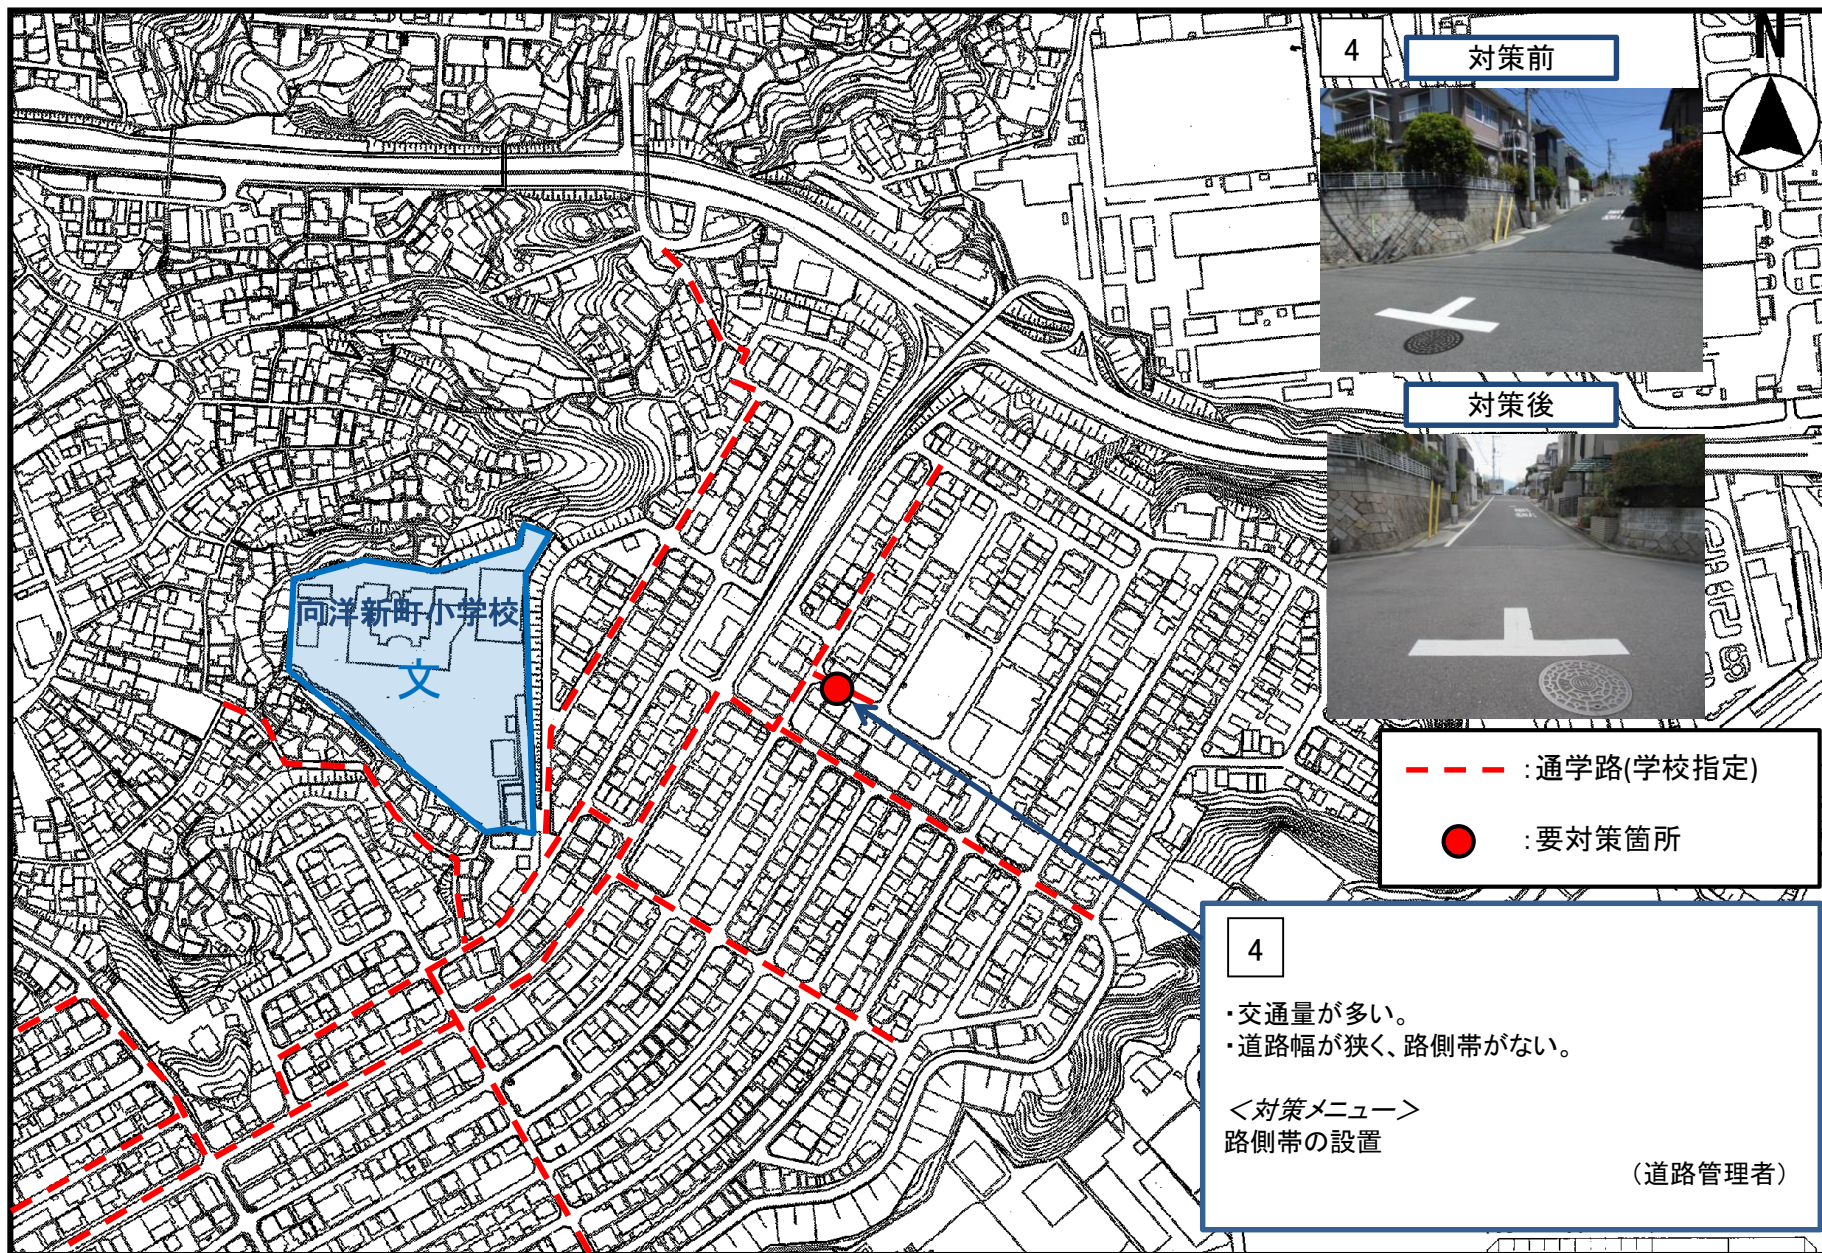 4
対策前
N
対策後
向洋新町小学校
文
：通学路(学校指定)
：要対策箇所
4
・交通量が多い。
・道路幅が狭く、路側帯がない。
＜対策メニュー＞
路側帯の設置
（道路管理者）